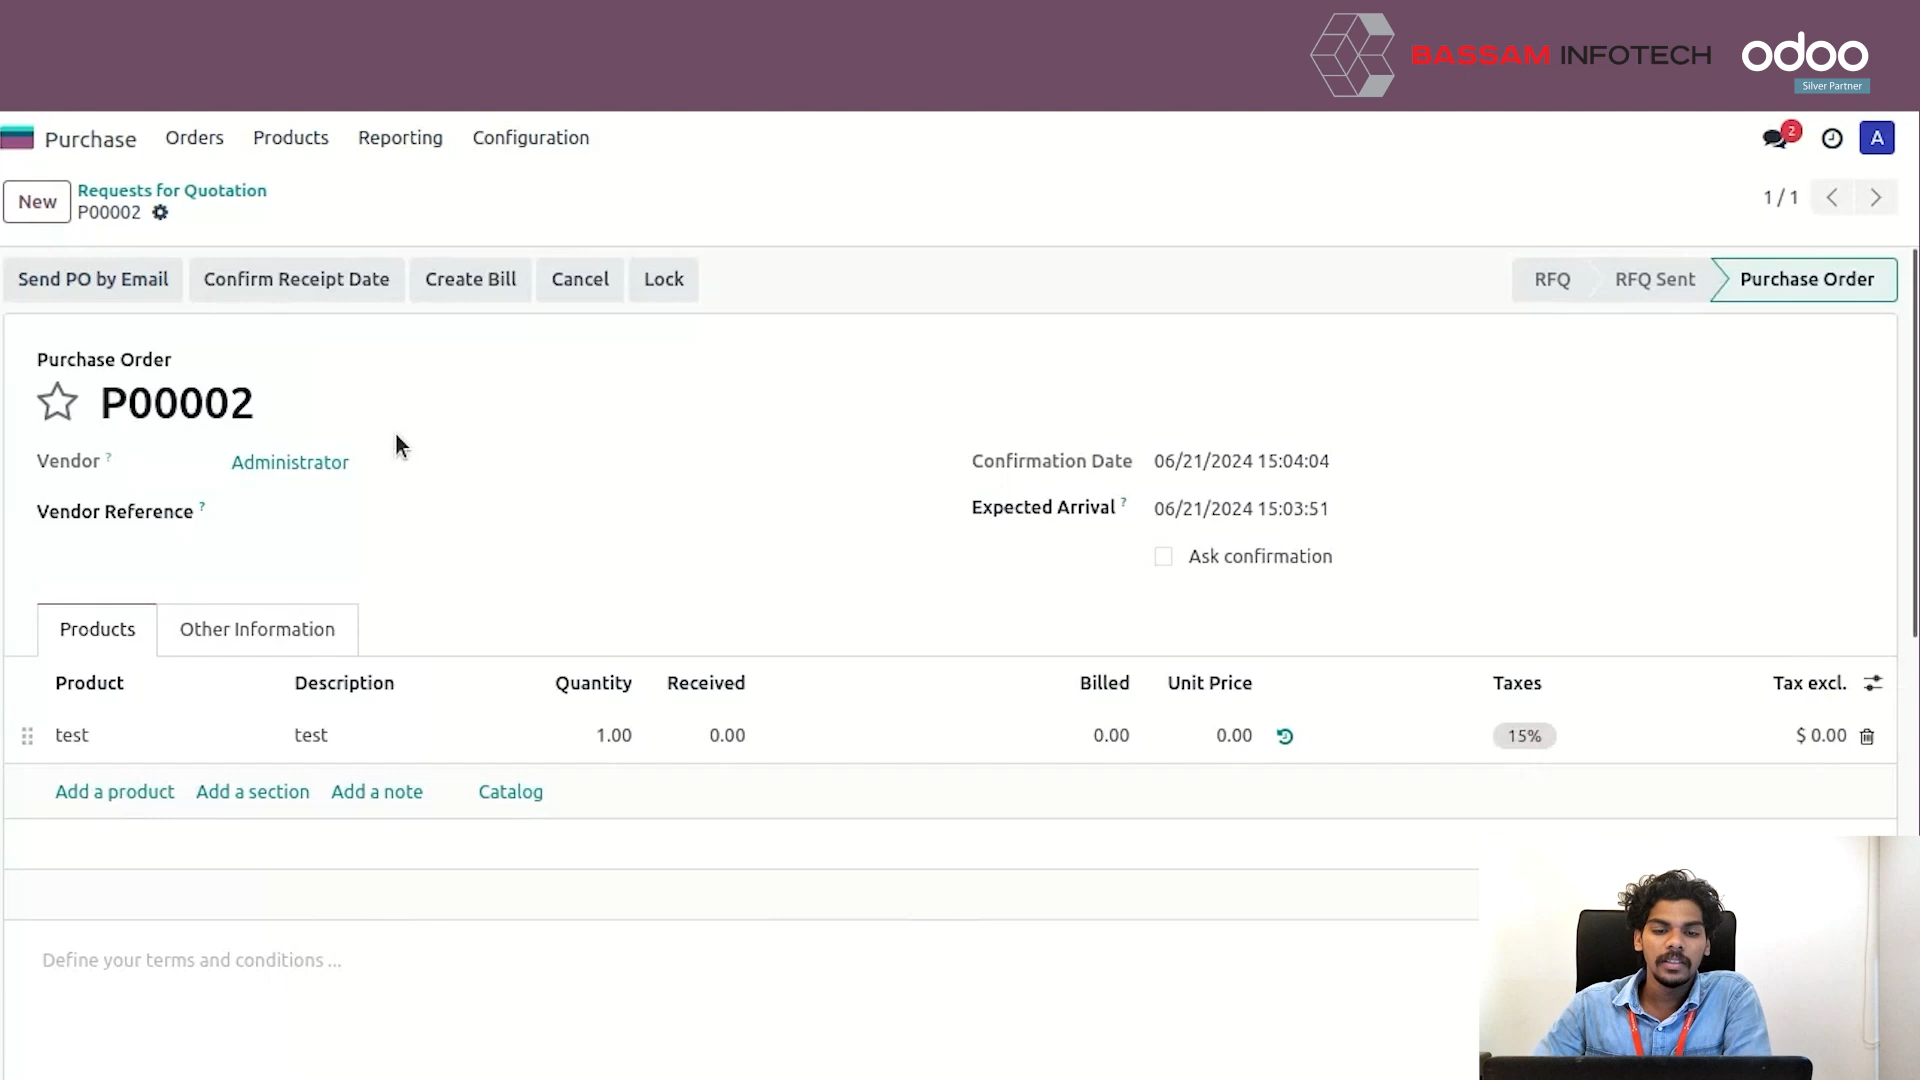 BASSAM INFOTECH odoo
Silver Partner
Purchase Orders Products Reporting Configuration 2 A
New Requests for Quotation 1 / 1
P00002
Send PO by Email Confirm Receipt Date Create Bill Cancel Lock RFQ RFQ Sent Purchase Order
Purchase Order
P00002
Vendor ? Administrator Confirmation Date 06/21/2024 15:04:04
Vendor Reference ? Expected Arrival ? 06/21/2024 15:03:51
Ask confirmation
Products Other Information
Product Description Quantity Received Billed Unit Price Taxes Tax excl.
test test 1.00 0.00 0.00 0.00 15% $ 0.00
Add a product Add a section Add a note Catalog
Define your terms and conditions ...